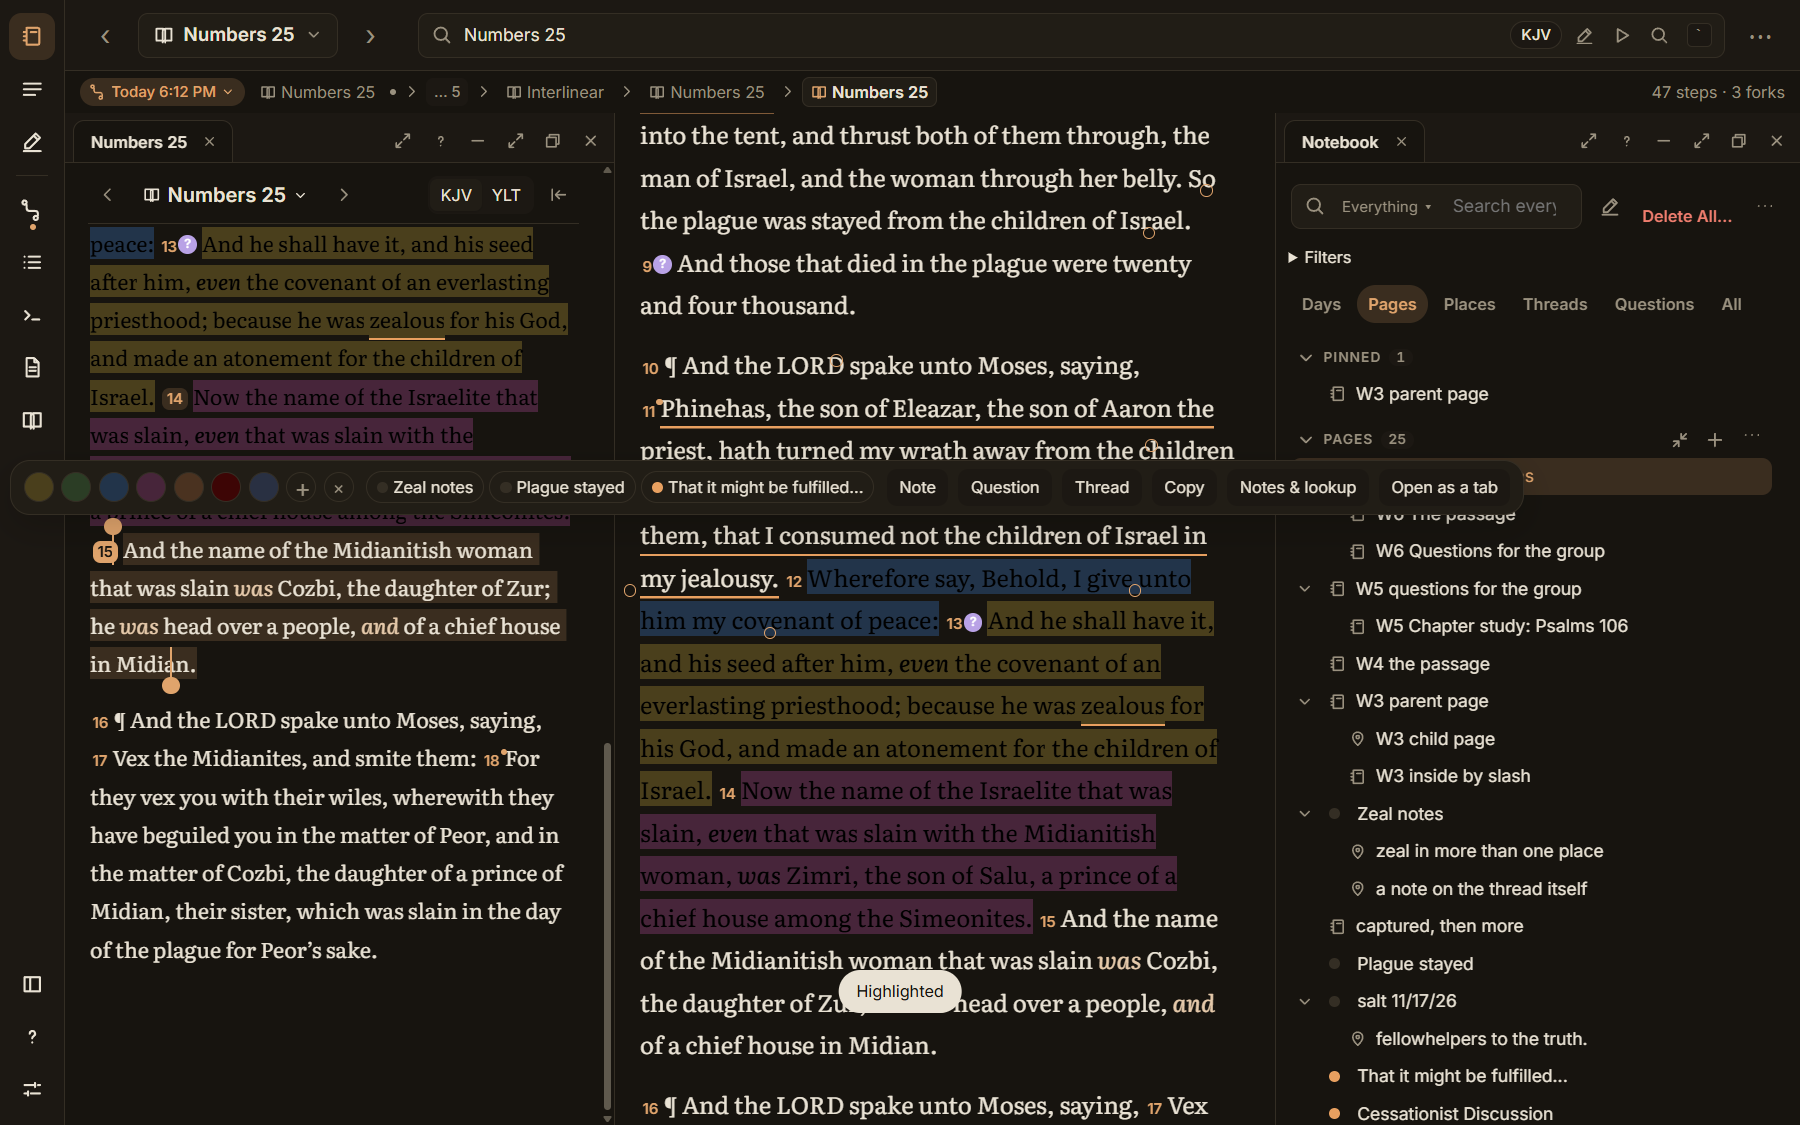 Numbers 25
Numbers 25
KJV
Today 6:12 PM
Numbers 25
... 5
Interlinear
Numbers 25
Numbers 25
47 steps · 3 forks
Numbers 25
?
Numbers 25
KJV YLT
peace: 13 ? And he shall have it, and his seed
after him, even the covenant of an everlasting
priesthood; because he was zealous for his God,
and made an atonement for the children of
Israel. 14 Now the name of the Israelite that
was slain, even that was slain with the
a prince of a chief house among the Simeonites.
15 And the name of the Midianitish woman
that was slain was Cozbi, the daughter of Zur;
he was head over a people, and of a chief house
in Midian.
16 ¶ And the LORD spake unto Moses, saying,
17 Vex the Midianites, and smite them: 18 For
they vex you with their wiles, wherewith they
have beguiled you in the matter of Peor, and in
the matter of Cozbi, the daughter of a prince of
Midian, their sister, which was slain in the day
of the plague for Peor’s sake.
Zeal notes
Plague stayed
That it might be fulfilled...
Note
Question
Thread
Copy
Notes & lookup
Open as a tab
into the tent, and thrust both of them through, the
man of Israel, and the woman through her belly. So
the plague was stayed from the children of Israel.
9 ? And those that died in the plague were twenty
and four thousand.
10 ¶ And the LORD spake unto Moses, saying,
11 Phinehas, the son of Eleazar, the son of Aaron the
priest, hath turned my wrath away from the children
them, that I consumed not the children of Israel in
my jealousy. 12 Wherefore say, Behold, I give unto
him my covenant of peace: 13 ? And he shall have it,
and his seed after him, even the covenant of an
everlasting priesthood; because he was zealous for
his God, and made an atonement for the children of
Israel. 14 Now the name of the Israelite that was
slain, even that was slain with the Midianitish
woman, was Zimri, the son of Salu, a prince of a
chief house among the Simeonites. 15 And the name
of the Midianitish woman that was slain was Cozbi,
the daughter of Zu head over a people, and
of a chief house in Midian.
16 ¶ And the LORD spake unto Moses, saying, 17 Vex
Highlighted
Notebook
?
Everything
Search every
Delete All...
Filters
Days
Pages
Places
Threads
Questions
All
PINNED 1
W3 parent page
PAGES 25
s
W6 The passage
W6 Questions for the group
W5 questions for the group
W5 Chapter study: Psalms 106
W4 the passage
W3 parent page
W3 child page
W3 inside by slash
Zeal notes
zeal in more than one place
a note on the thread itself
captured, then more
Plague stayed
salt 11/17/26
fellowhelpers to the truth.
That it might be fulfilled...
Cessationist Discussion
?